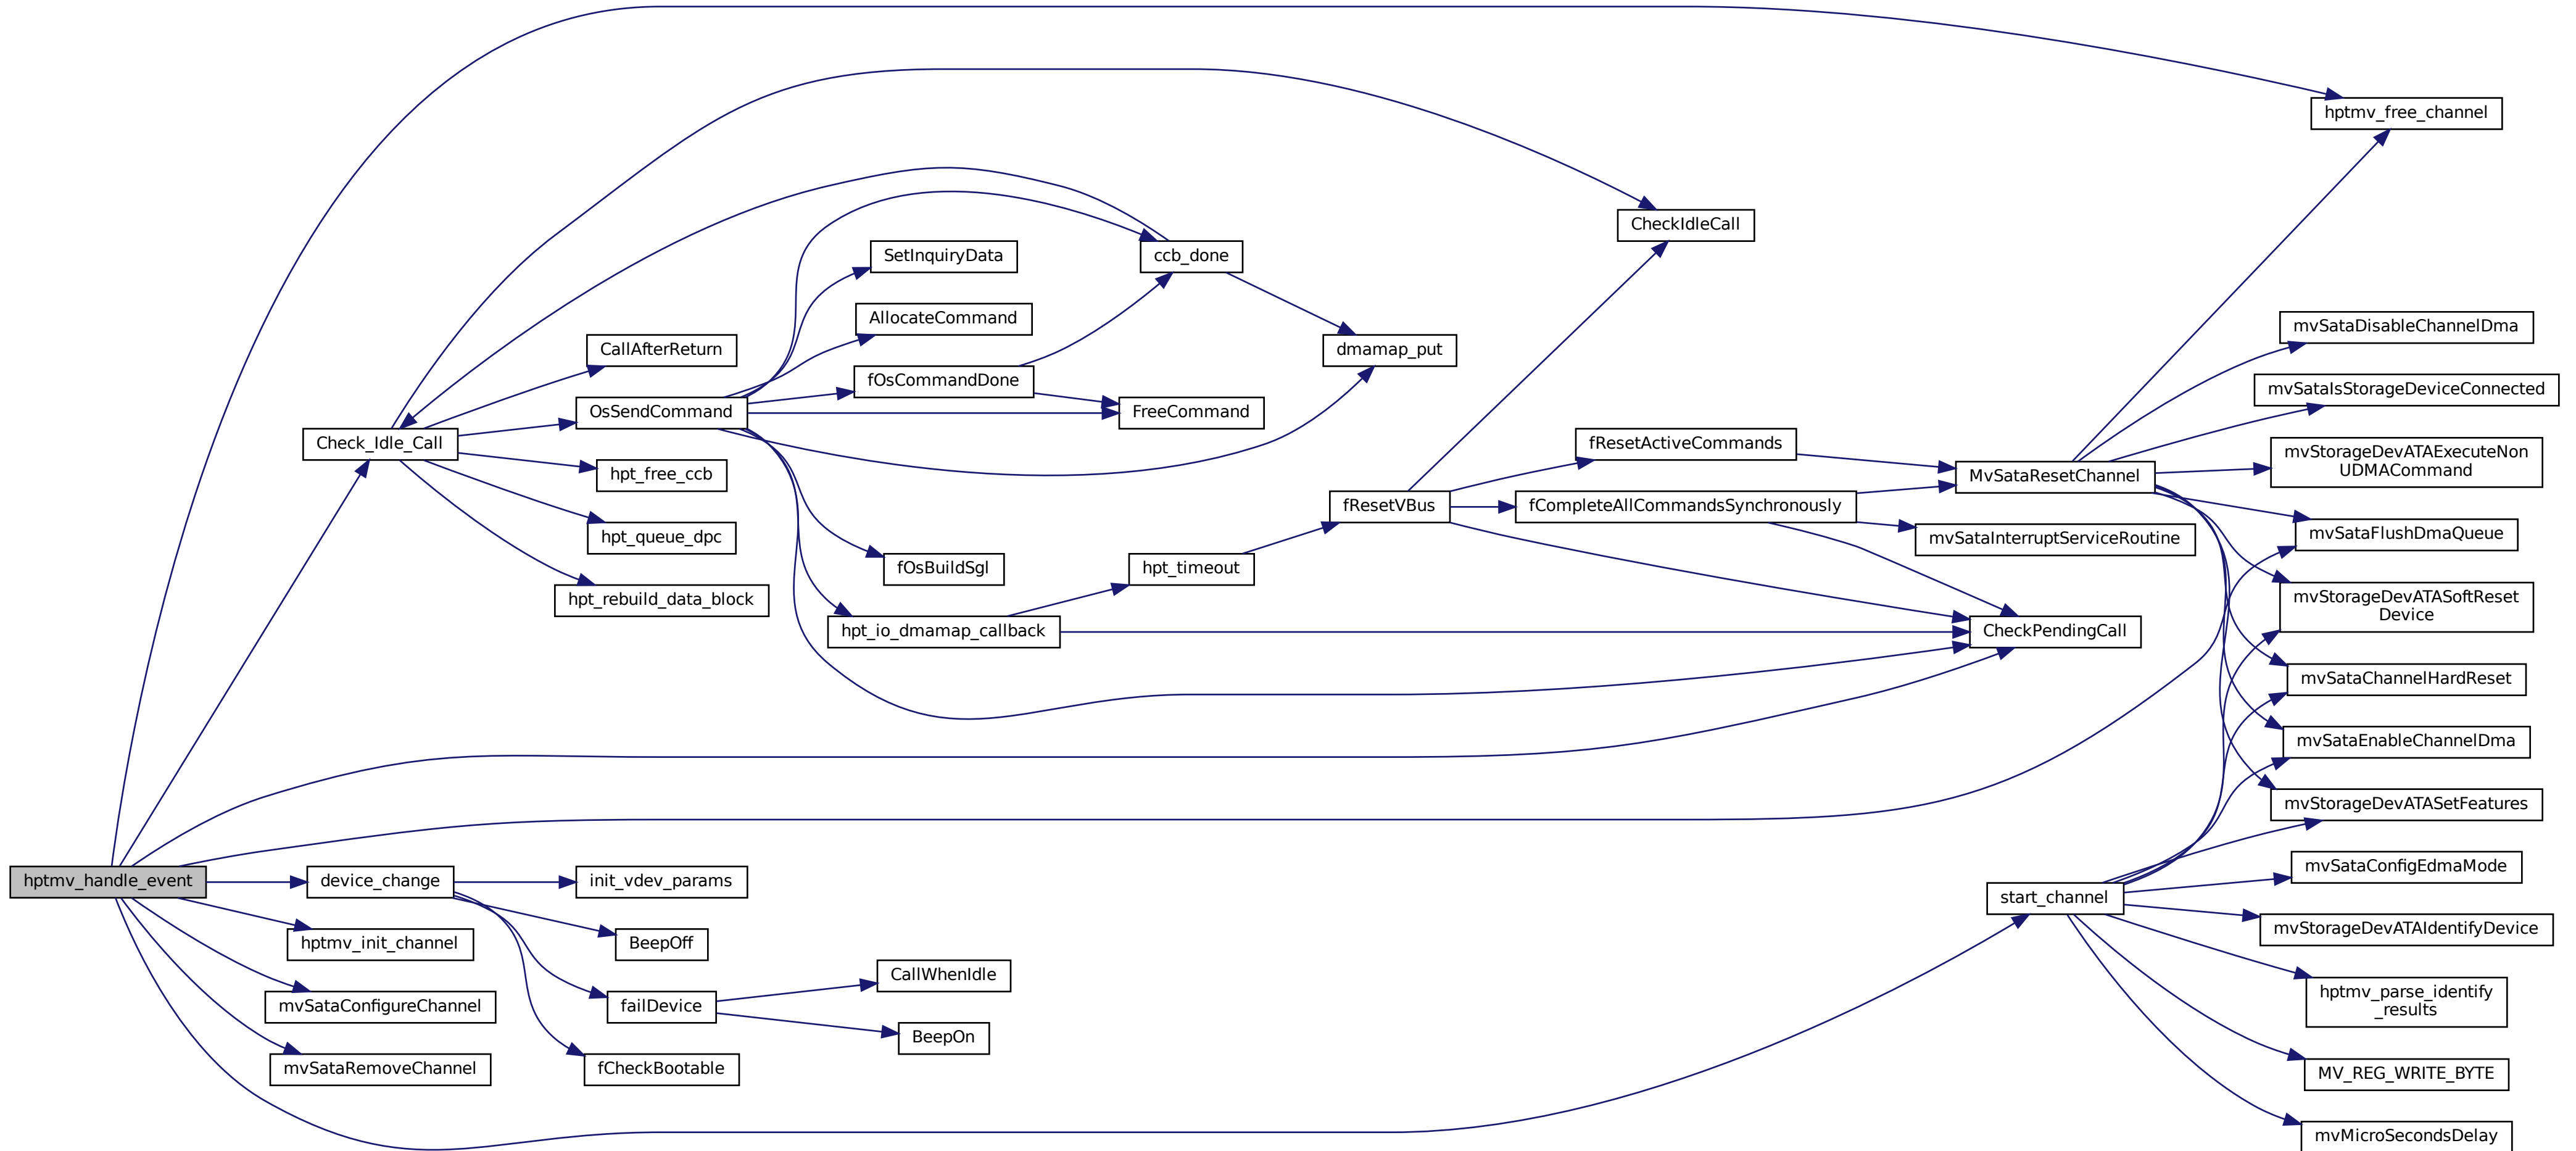 hptmv_free_channel
CheckIdleCall
SetInquiryData
ccb_done
AllocateCommand
mvSataDisableChannelDma
CallAfterReturn
dmamap_put
fOsCommandDone
mvSataIsStorageDeviceConnected
OsSendCommand
FreeCommand
Check_Idle_Call
fResetActiveCommands
mvStorageDevATAExecuteNon
UDMACommand
hpt_free_ccb
MvSataResetChannel
fResetVBus
fCompleteAllCommandsSynchronously
hpt_queue_dpc
mvSataInterruptServiceRoutine
mvSataFlushDmaQueue
fOsBuildSgl
hpt_timeout
hpt_rebuild_data_block
mvStorageDevATASoftReset
Device
hpt_io_dmamap_callback
CheckPendingCall
mvSataChannelHardReset
mvSataEnableChannelDma
mvStorageDevATASetFeatures
hptmv_handle_event
device_change
init_vdev_params
mvSataConfigEdmaMode
start_channel
hptmv_init_channel
BeepOff
mvStorageDevATAIdentifyDevice
CallWhenIdle
mvSataConfigureChannel
failDevice
hptmv_parse_identify
_results
BeepOn
mvSataRemoveChannel
fCheckBootable
MV_REG_WRITE_BYTE
mvMicroSecondsDelay